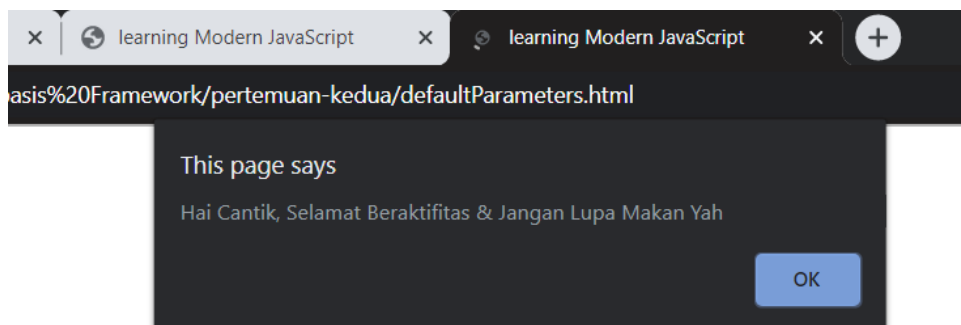 learning Modern JavaScript
learning Modern JavaScript
asis%20Framework/pertemuan-kedua/defaultParameters.html
This page says
Hai Cantik, Selamat Beraktifitas & Jangan Lupa Makan Yah
OK